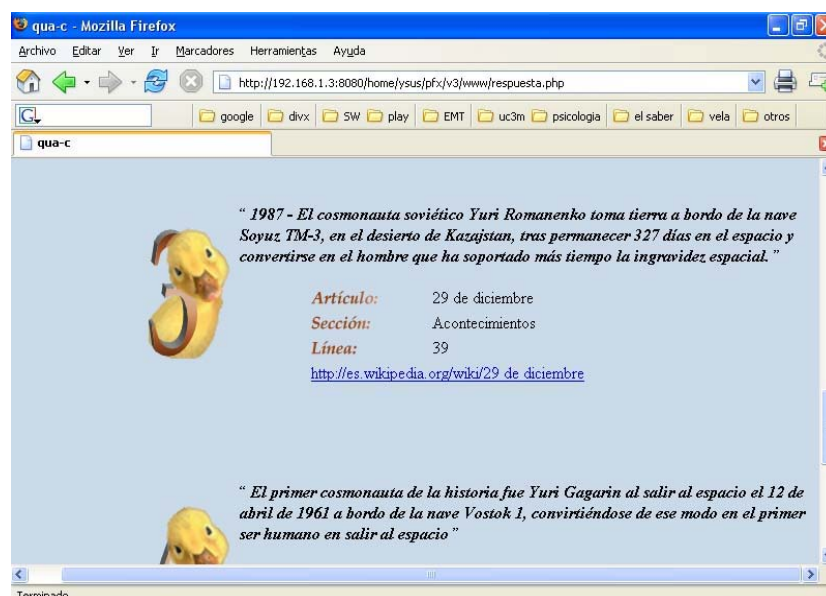 qua-c - Mozilla Firefox
Archivo Editar Ver Ir Marcadores Herramientas Ayuda
http://192.168.1.3:8080/home/ysus/pfx/v3/www/respuesta.php
G google divx SW play EMT uc3m psicologia el saber vela otros
qua-c
“ 1987 - El cosmonauta soviético Yuri Romanenko toma tierra a bordo de la nave
Soyuz TM-3, en el desierto de Kazajstan, tras permanecer 327 días en el espacio y
convertirse en el hombre que ha soportado más tiempo la ingravidez espacial. ”
3
Artículo: 29 de diciembre
Sección: Acontecimientos
Línea: 39
http://es.wikipedia.org/wiki/29 de diciembre
“ El primer cosmonauta de la historia fue Yuri Gagarin al salir al espacio el 12 de
abril de 1961 a bordo de la nave Vostok 1, convirtiéndose de ese modo en el primer
ser humano en salir al espacio ”
Terminado